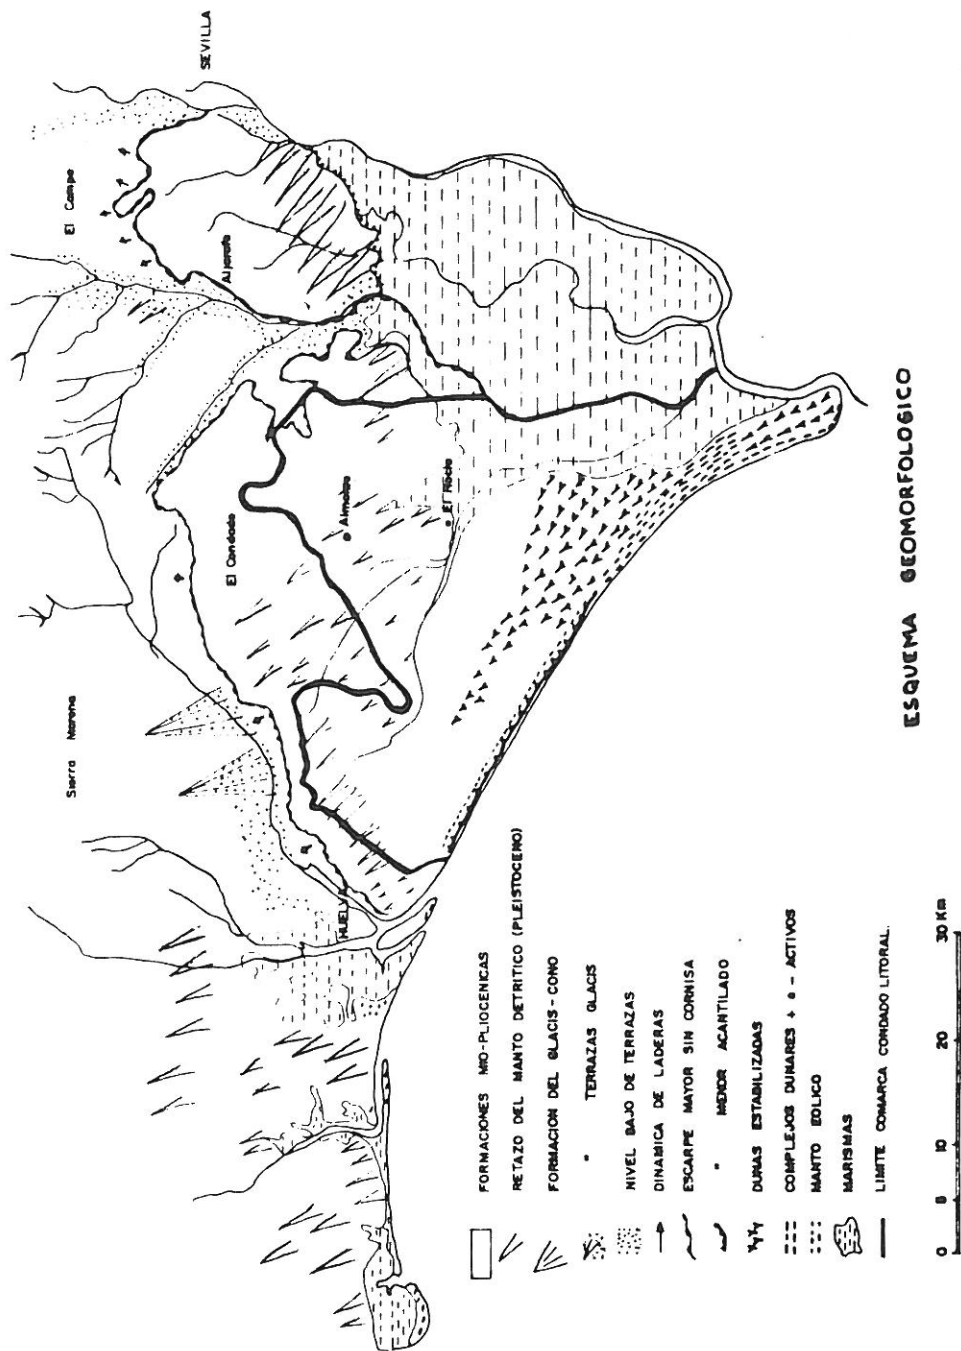 SEVILLA
El Campo
Aljarafe
Sierra Morena
El Condado
Almonte
El Rocio
HUELVA
ESQUEMA GEOMORFOLOGICO
FORMACIONES MIO-PLIOCENICAS
RETAZO DEL MANTO DETRITICO (PLEISTOCENO)
FORMACION DEL GLACIS-CONO
" TERRAZAS GLACIS
NIVEL BAJO DE TERRAZAS
DINAMICA DE LADERAS
ESCARPE MAYOR SIN CORNISA
" MENOR ACANTILADO
DUNAS ESTABILIZADAS
COMPLEJOS DUNARES + o - ACTIVOS
MANTO EOLICO
MARISMAS
LIMITE COMARCA CONDADO LITORAL.
0 5 10 20 30 Km